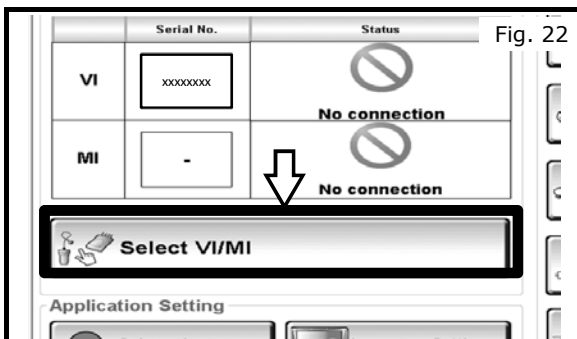 Serial No. Status
Fig. 22
VI xxxxxxxx
No connection
MI -
No connection
Select VI/MI
Application Setting